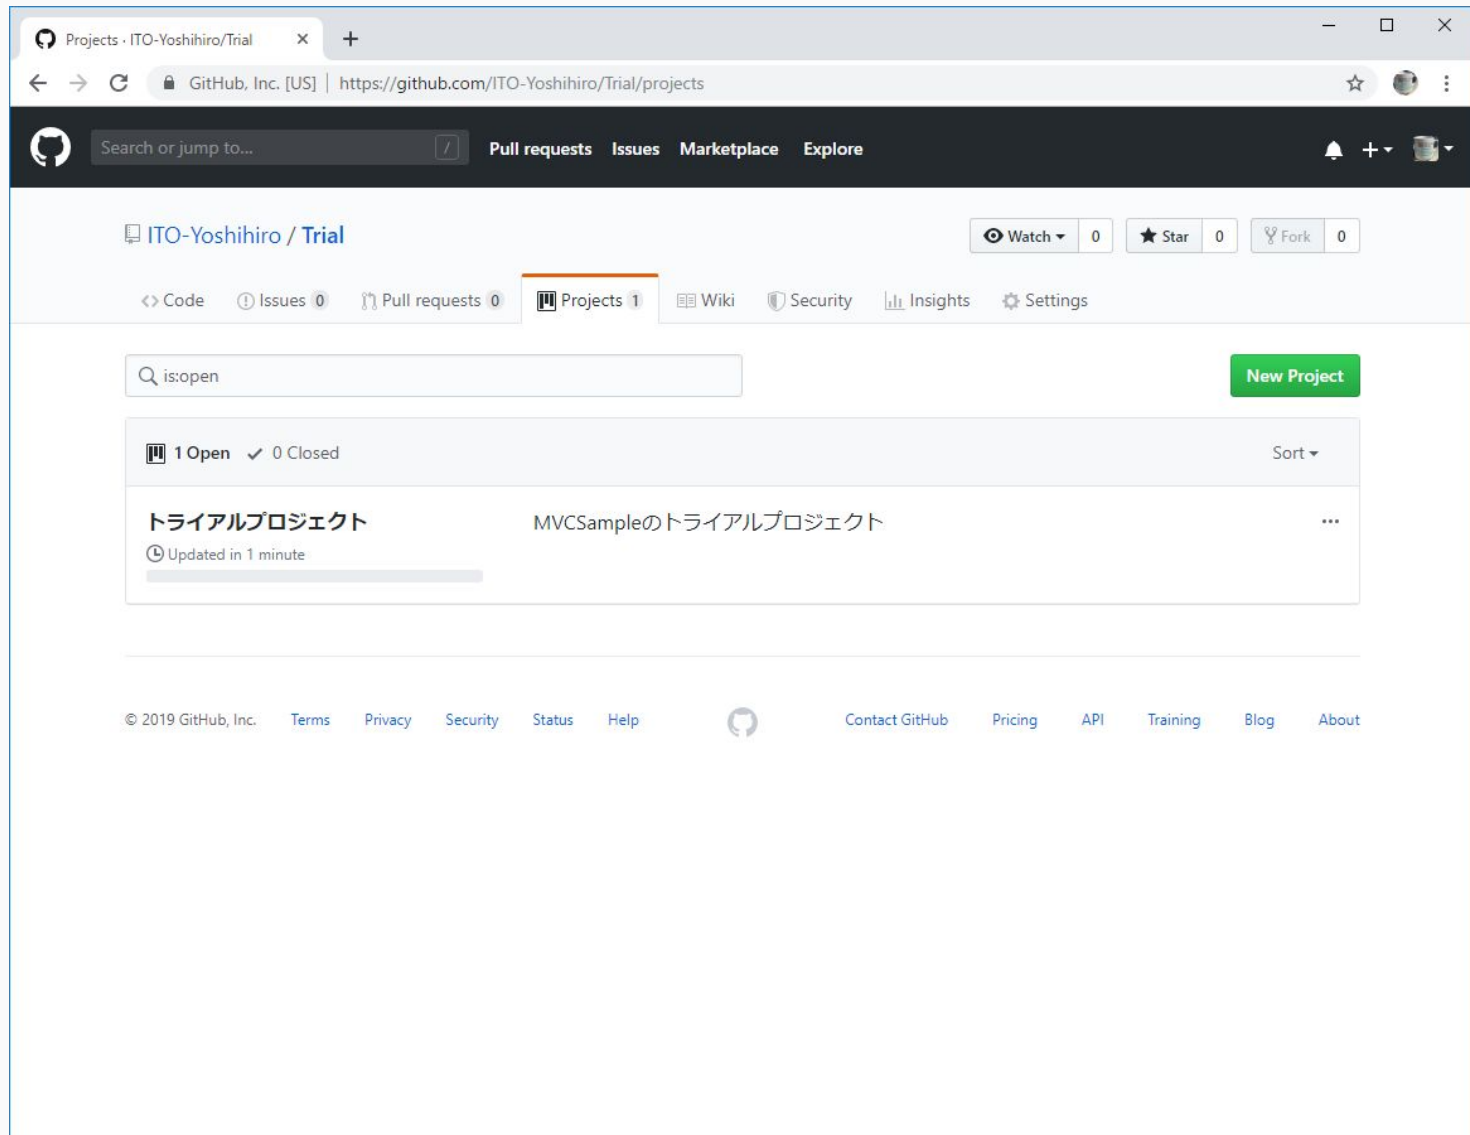 Projects · ITO-Yoshihiro/Trial
GitHub, Inc. [US] | https://github.com/ITO-Yoshihiro/Trial/projects
Search or jump to... / Pull requests Issues Marketplace Explore
ITO-Yoshihiro / Trial Watch 0 Star 0 Fork 0
Code Issues 0 Pull requests 0 Projects 1 Wiki Security Insights Settings
is:open New Project
1 Open 0 Closed Sort
トライアルプロジェクト MVCSampleのトライアルプロジェクト
Updated in 1 minute
© 2019 GitHub, Inc. Terms Privacy Security Status Help Contact GitHub Pricing API Training Blog About